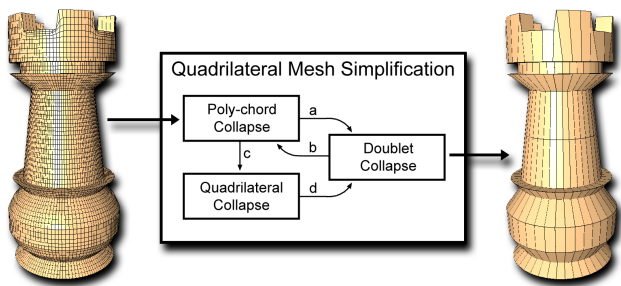 Quadrilateral Mesh Simplification
Poly-chord
Collapse
a
Doublet
Collapse
b
c
Quadrilateral
Collapse
d